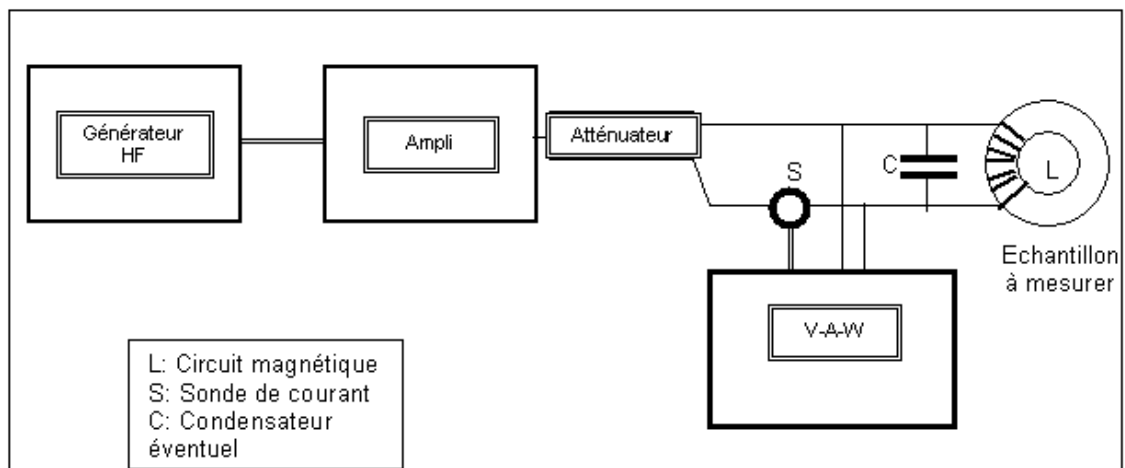 Générateur
HF
Ampli
Atténuateur
S
C
L
Echantillon
à mesurer
V-A-W
L: Circuit magnétique
S: Sonde de courant
C: Condensateur
éventuel